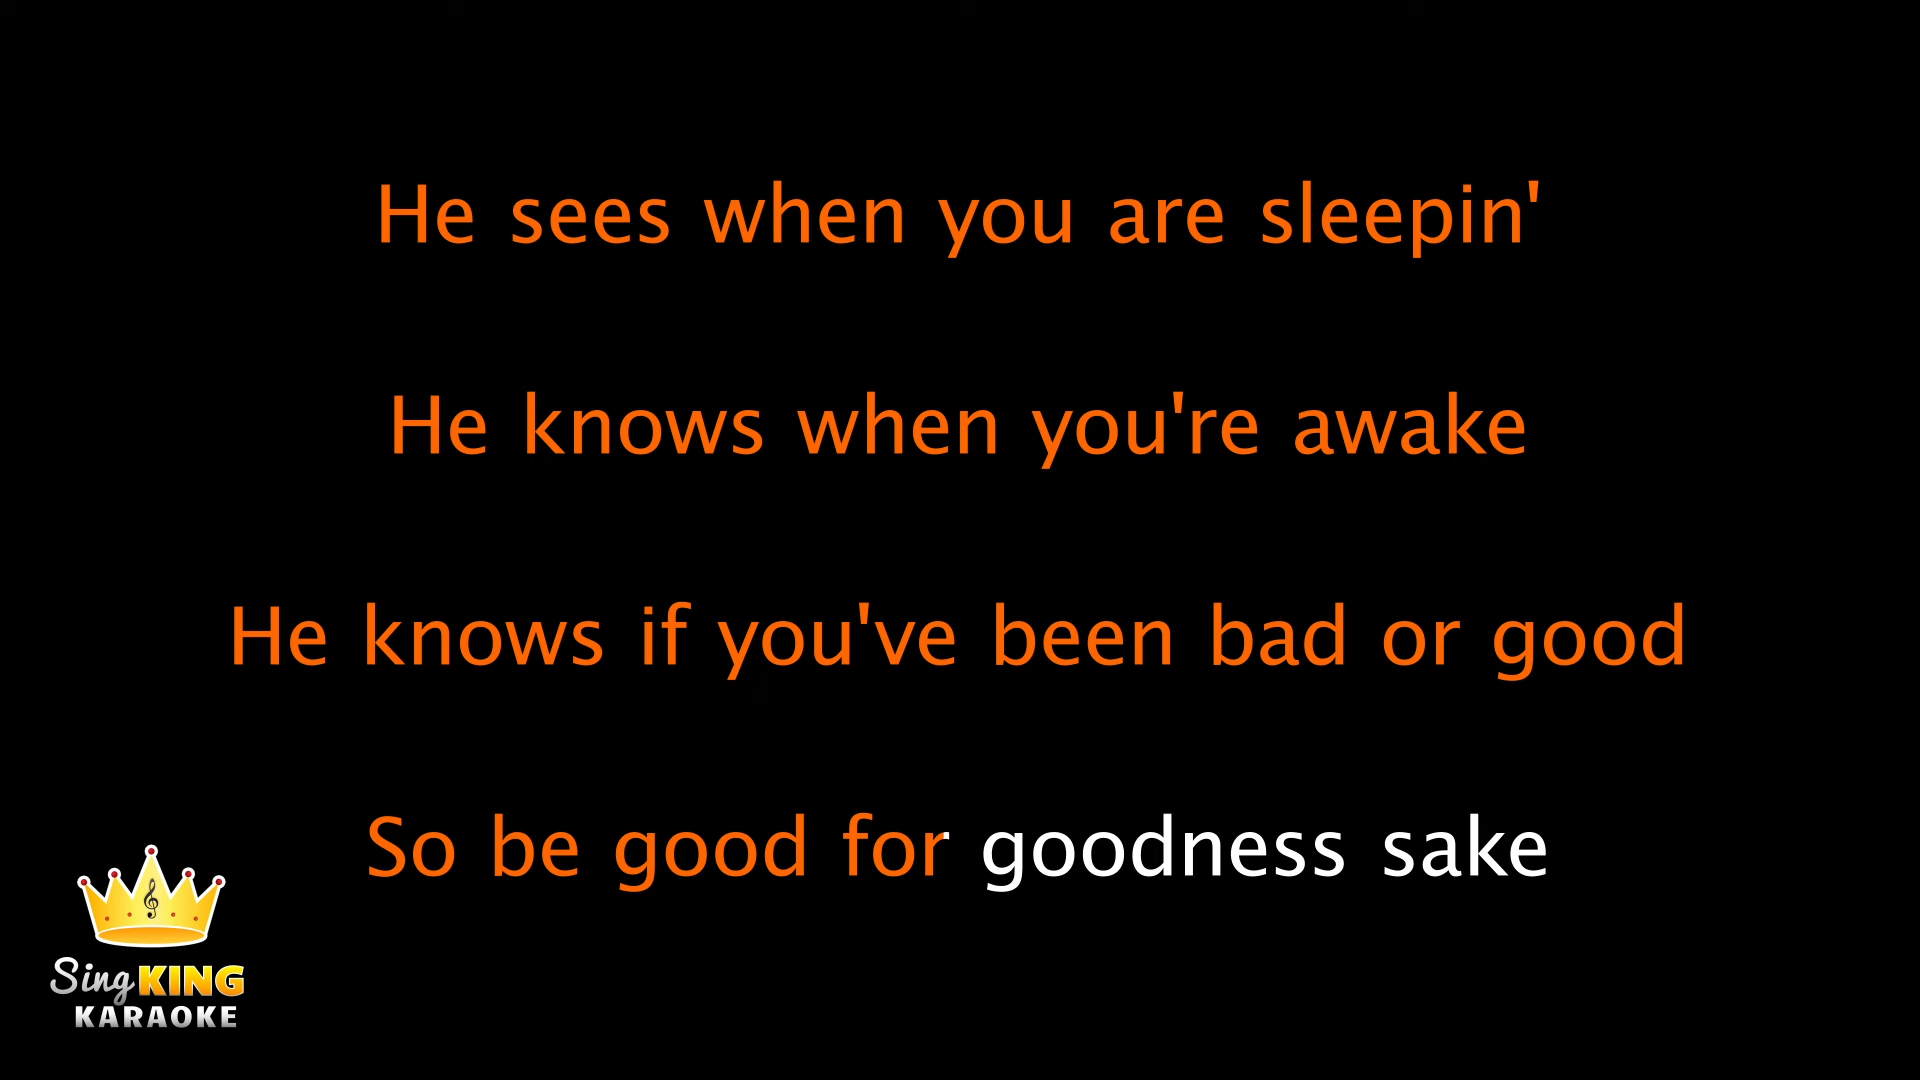 He sees when you are sleepin'
He knows when you're awake
He knows if you've been bad or good
So be good for goodness sake
Sing KING
KARAOKE